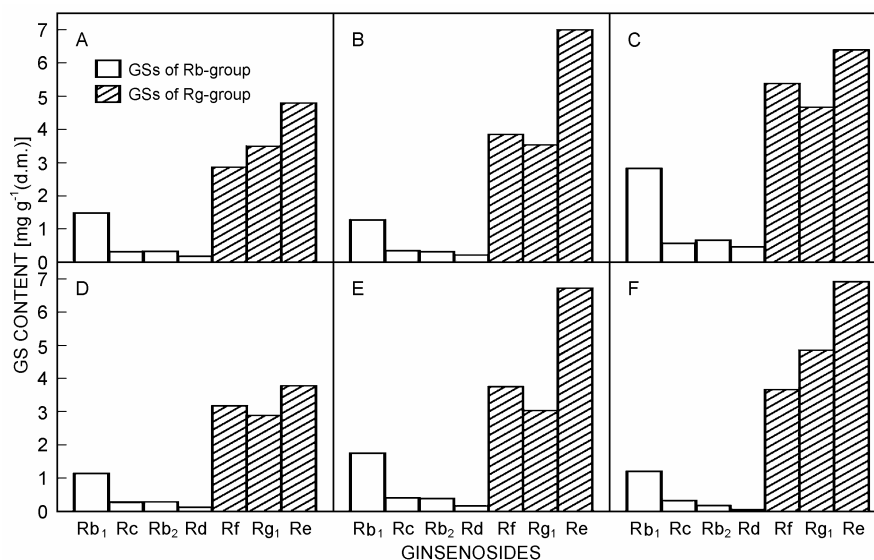 A
B
C
GSs of Rb-group
GSs of Rg-group
7
6
5
4
3
2
1
0
D
E
F
7
6
5
4
3
2
1
0
GS CONTENT [mg g⁻¹(d.m.)]
Rb₁ Rc Rb₂ Rd Rf Rg₁ Re
Rb₁ Rc Rb₂ Rd Rf Rg₁ Re
Rb₁ Rc Rb₂ Rd Rf Rg₁ Re
GINSENOSIDES